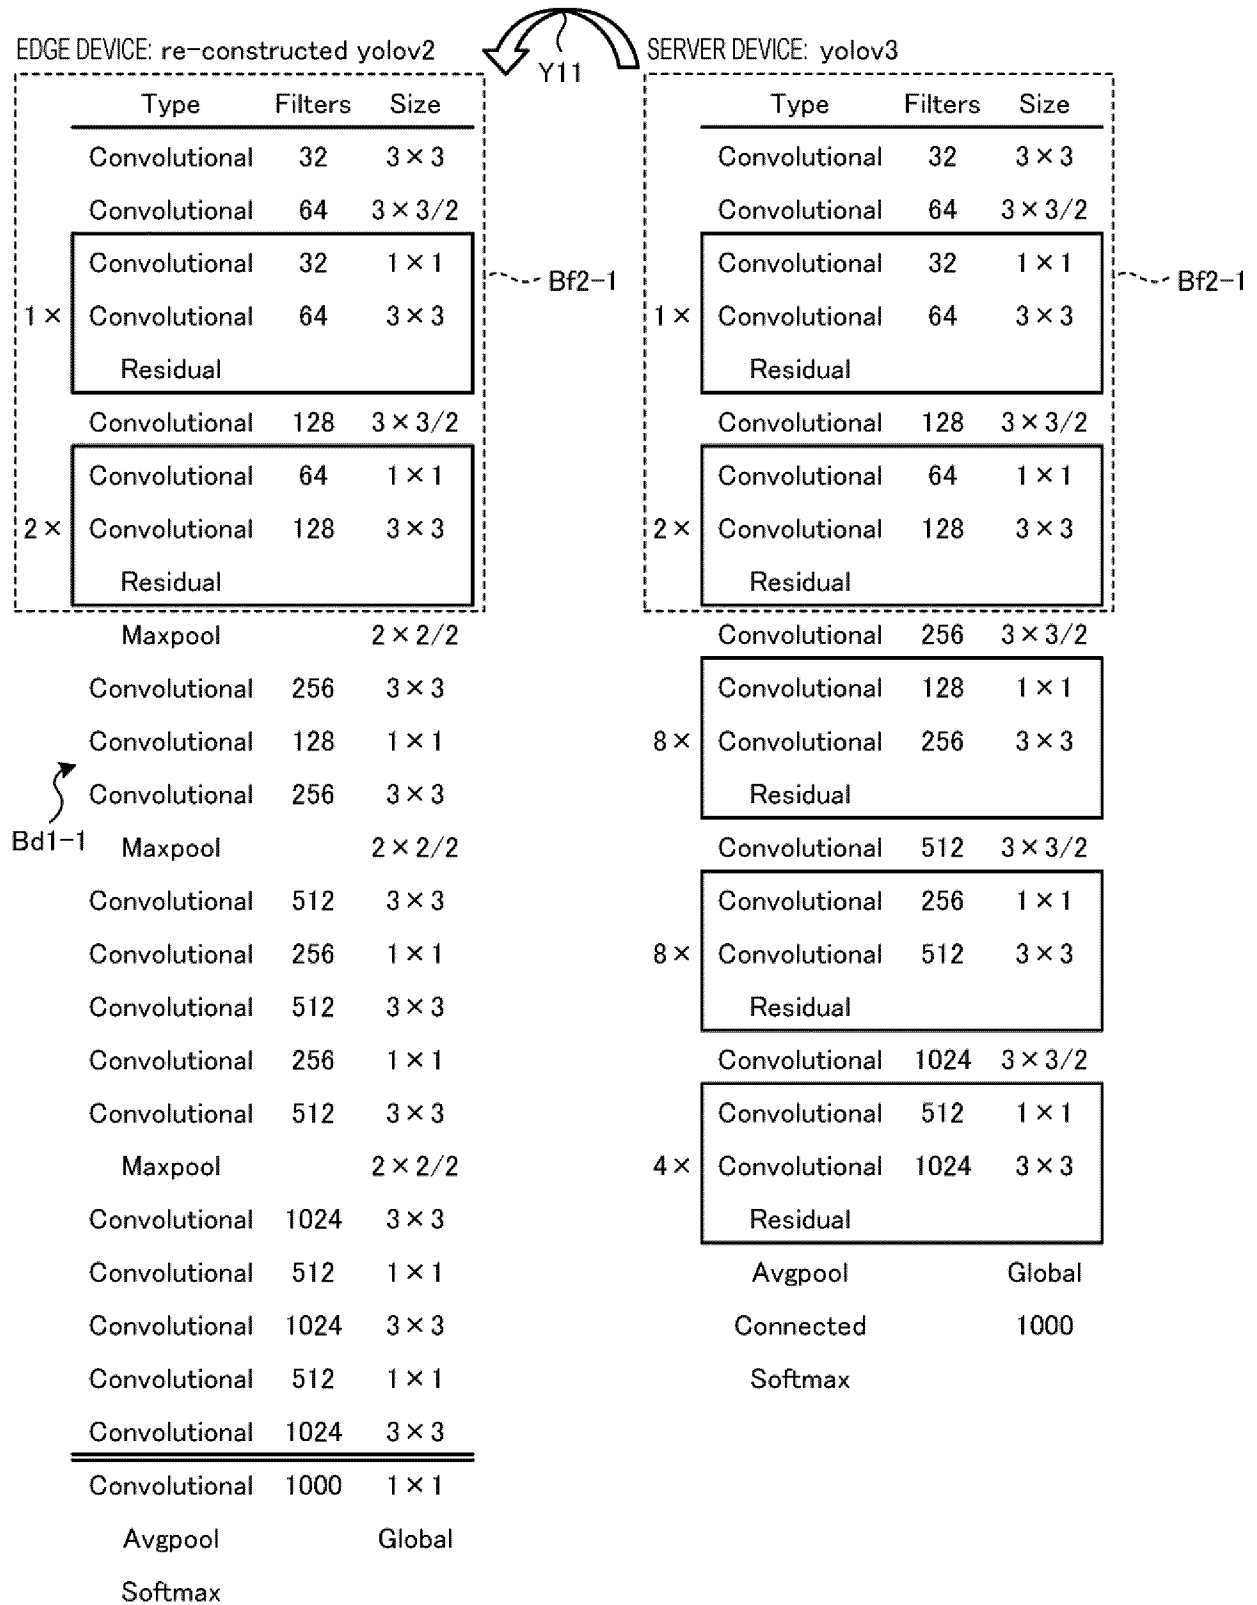 EDGE DEVICE: re-constructed yolov2
Type Filters Size
Convolutional 32 3×3
Convolutional 64 3×3/2
Convolutional 32 1×1
1× Convolutional 64 3×3
Residual
Convolutional 128 3×3/2
Convolutional 64 1×1
2× Convolutional 128 3×3
Residual
Maxpool 2×2/2
Convolutional 256 3×3
Convolutional 128 1×1
Convolutional 256 3×3
Maxpool 2×2/2
Convolutional 512 3×3
Convolutional 256 1×1
Convolutional 512 3×3
Convolutional 256 1×1
Convolutional 512 3×3
Maxpool 2×2/2
Convolutional 1024 3×3
Convolutional 512 1×1
Convolutional 1024 3×3
Convolutional 512 1×1
Convolutional 1024 3×3
Convolutional 1000 1×1
Avgpool Global
Softmax
Bf2-1
Bd1-1
Y11
SERVER DEVICE: yolov3
Type Filters Size
Convolutional 32 3×3
Convolutional 64 3×3/2
Convolutional 32 1×1
1× Convolutional 64 3×3
Residual
Convolutional 128 3×3/2
Convolutional 64 1×1
2× Convolutional 128 3×3
Residual
Convolutional 256 3×3/2
Convolutional 128 1×1
8× Convolutional 256 3×3
Residual
Convolutional 512 3×3/2
Convolutional 256 1×1
8× Convolutional 512 3×3
Residual
Convolutional 1024 3×3/2
Convolutional 512 1×1
4× Convolutional 1024 3×3
Residual
Avgpool Global
Connected 1000
Softmax
Bf2-1